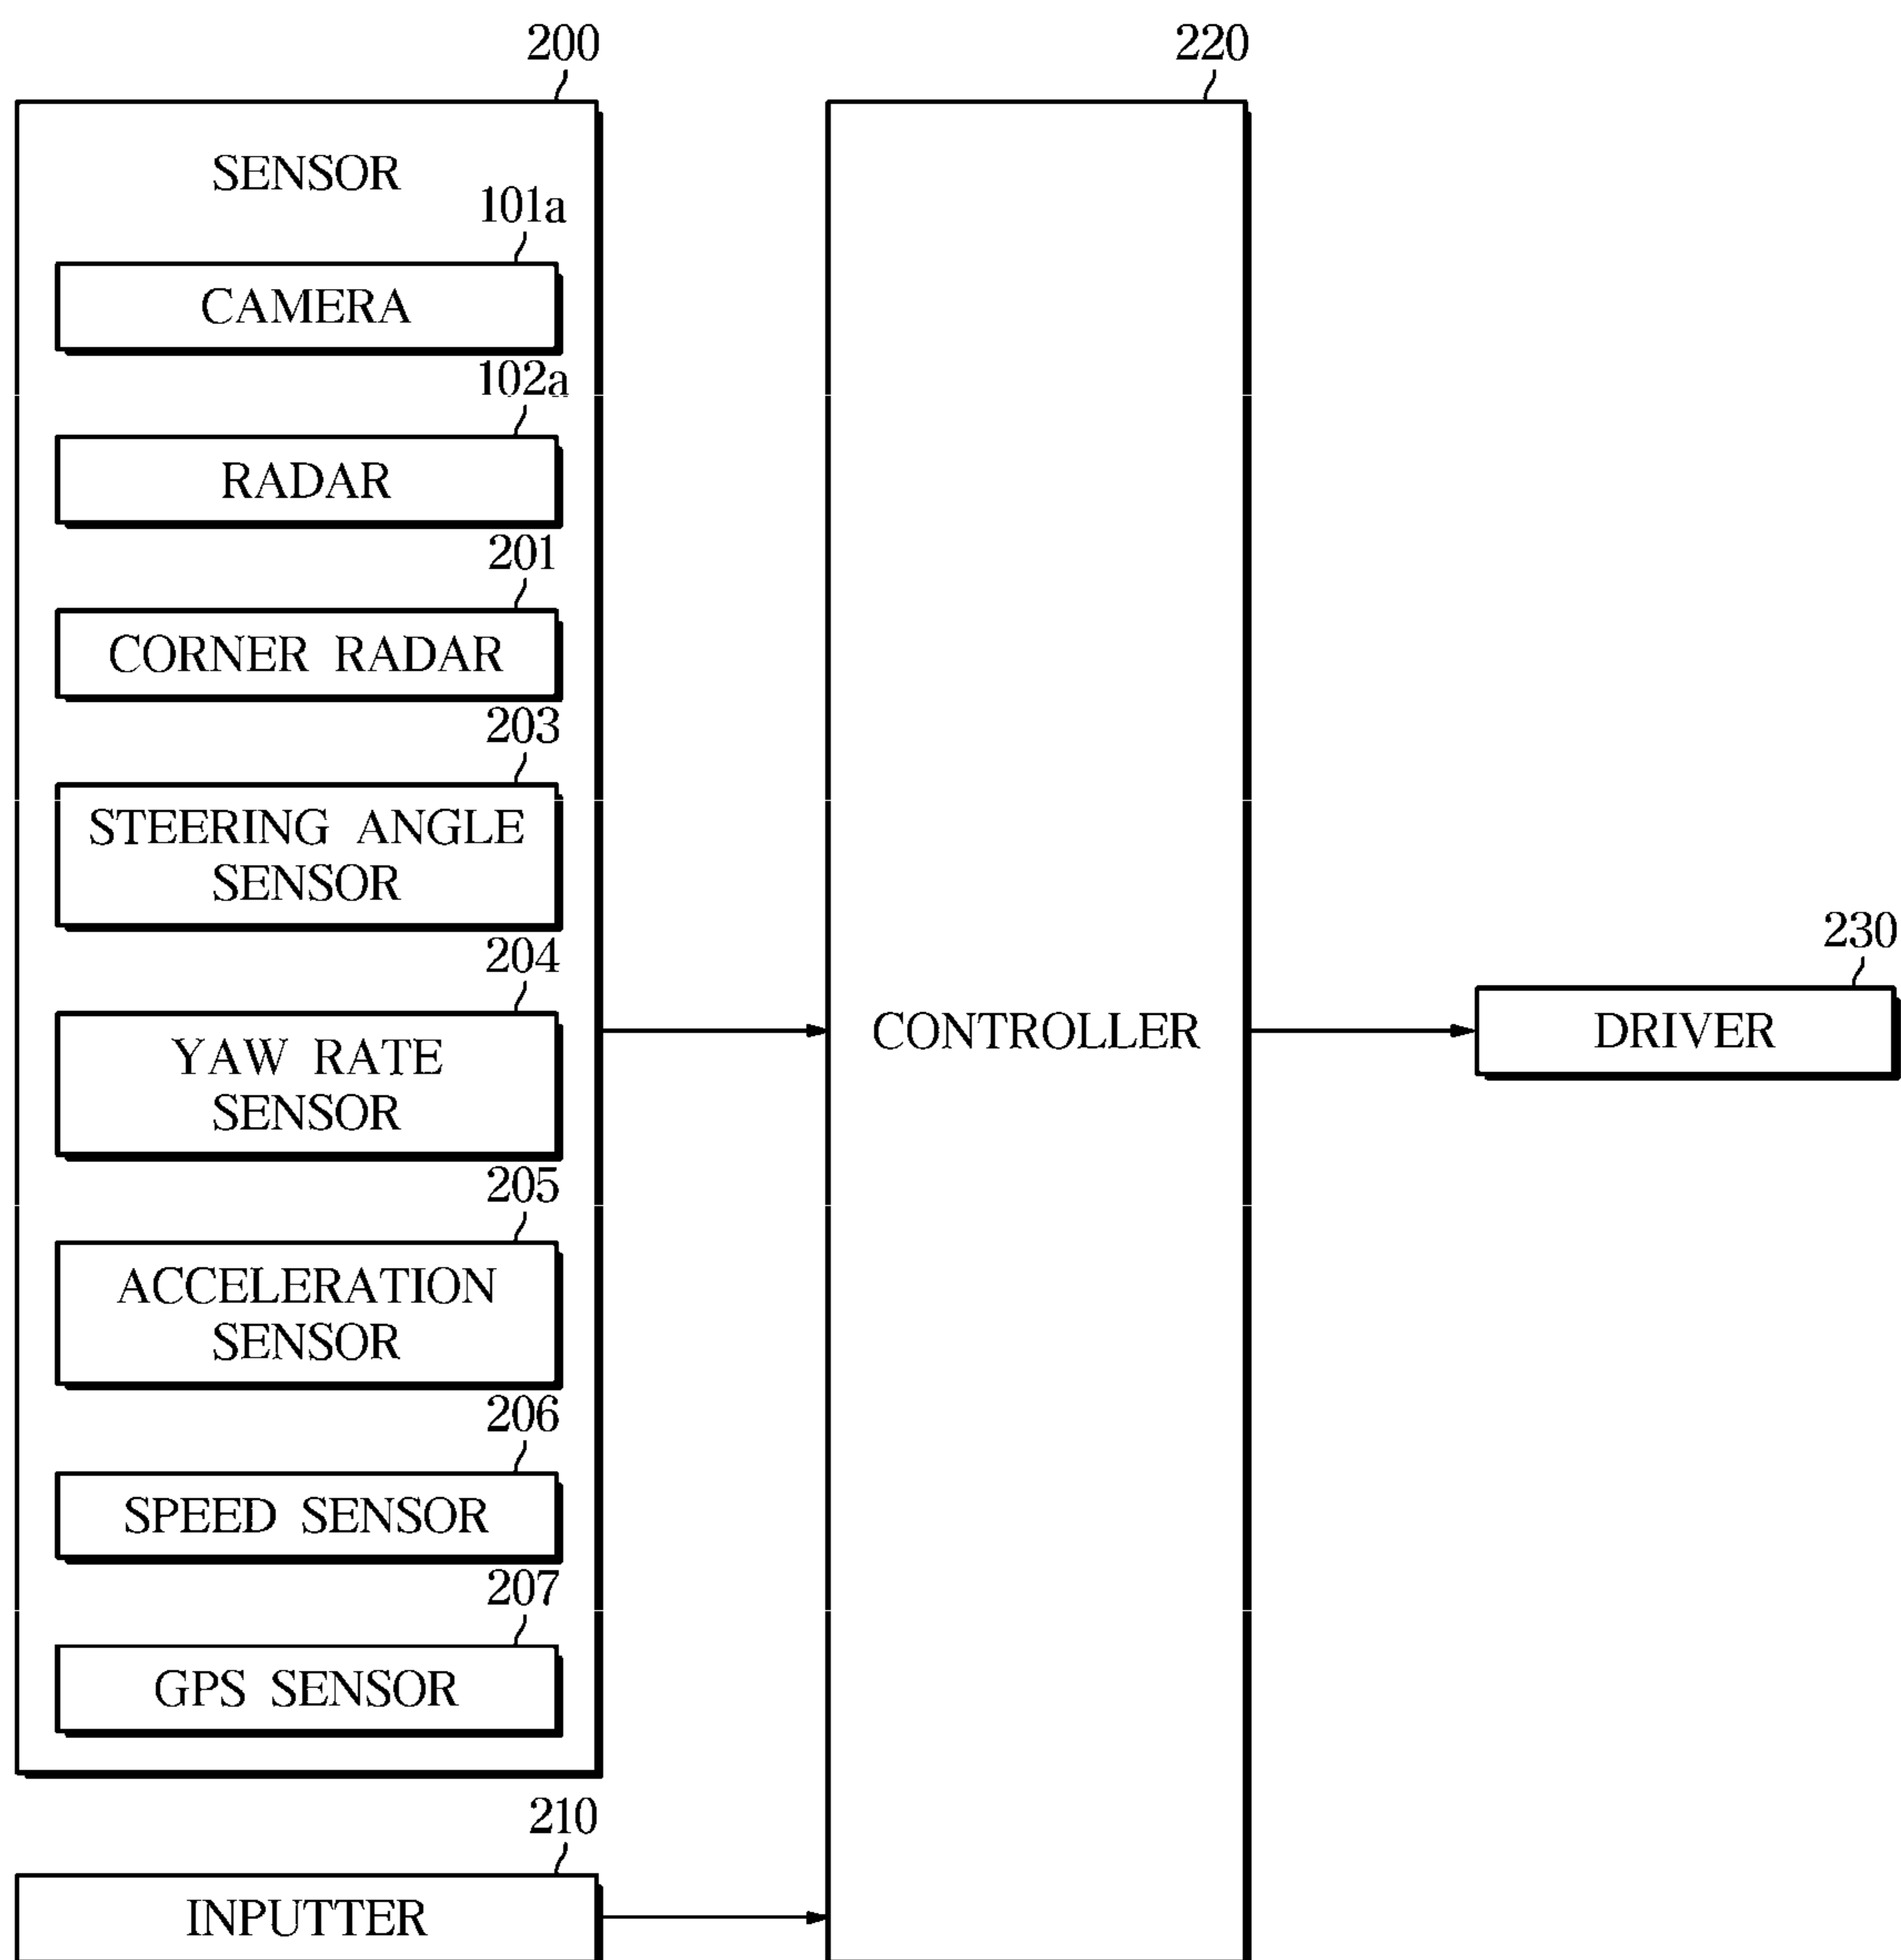 200
SENSOR
101a
CAMERA
102a
RADAR
201
CORNER RADAR
203
STEERING ANGLE
SENSOR
204
YAW RATE
SENSOR
205
ACCELERATION
SENSOR
206
SPEED SENSOR
207
GPS SENSOR
210
INPUTTER
220
CONTROLLER
230
DRIVER